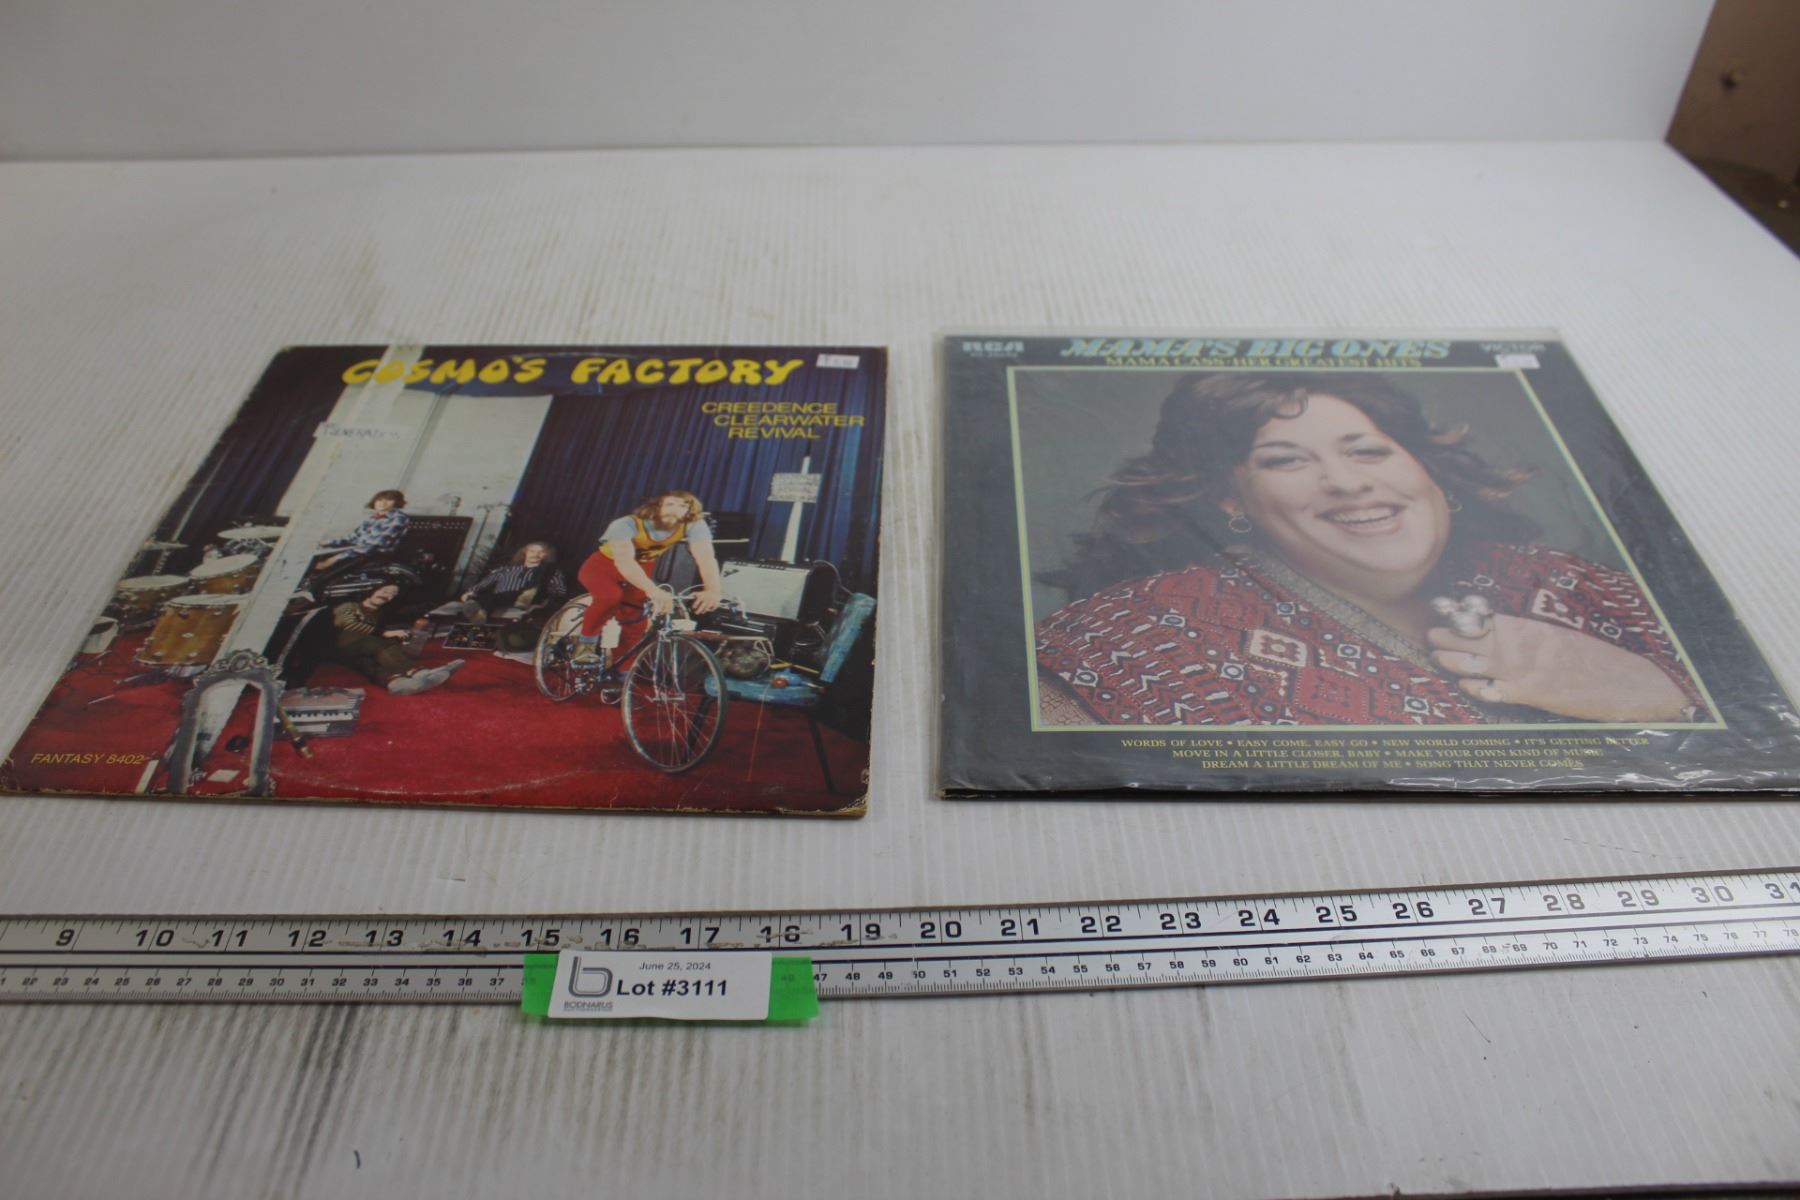 COSMO'S FACTORY
CREEDENCE
CLEARWATER
REVIVAL
GENERATION
FANTASY 8402
RCA
VICTOR
MAMA'S BIG ONES
MAMA CASS·HER GREATEST HITS
WORDS OF LOVE • EASY COME, EASY GO • NEW WORLD COMING • IT'S GETTING BETTER
MOVE IN A LITTLE CLOSER, BABY • MAKE YOUR OWN KIND OF MUSIC
DREAM A LITTLE DREAM OF ME • SONG THAT NEVER COMES
9 10 11 12 13 14 15 16 17 18 19 20 21 22 23 24 25 26 27 28 29 30 31
22 23 24 25 26 27 28 29 30 31 32 33 34 35 36 37 47 48 49 50 51 52 53 54 55 56 57 58 59 60 61 62 63 64 65 66 67 68 69 70 71 72 73 74 75 76 77 78
June 25, 2024
Lot #3111
BODNARUS